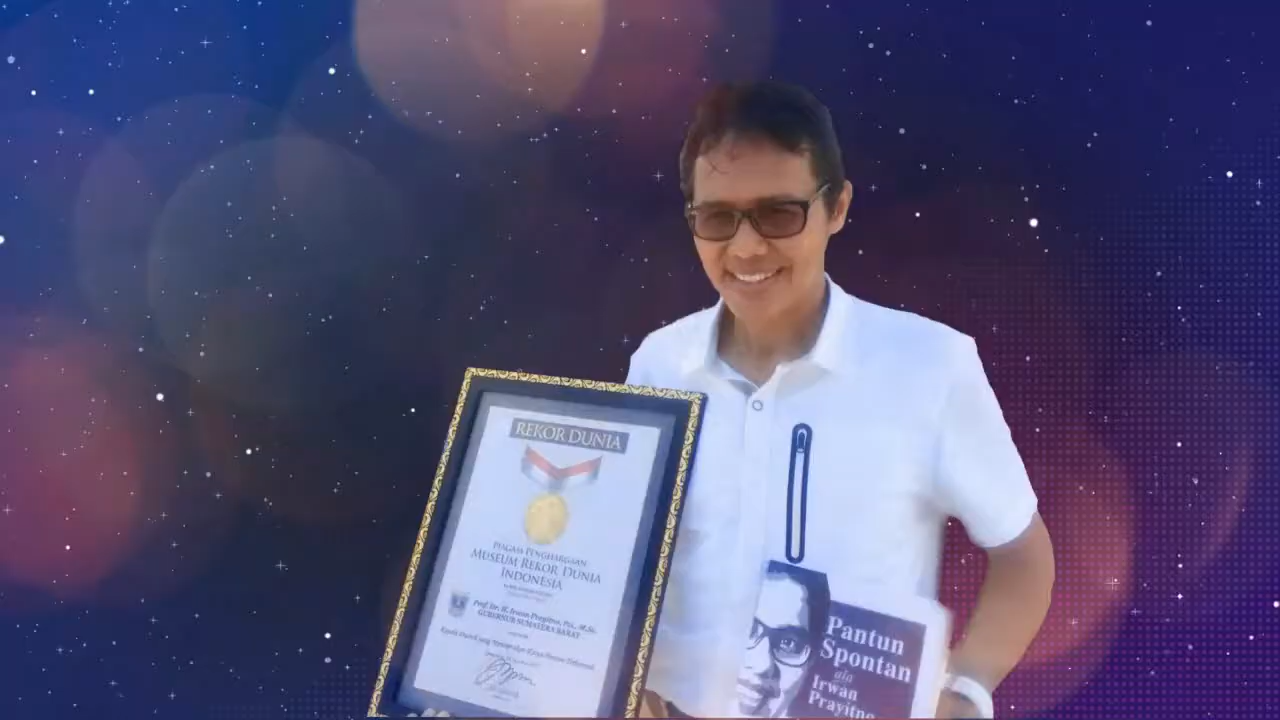 REKOR DUNIA
PIAGAM PENGHARGAAN
MUSEUM REKOR DUNIA
INDONESIA
Prof. Dr. H. Irwan Prayitno, Psi., M.Sc.
GUBERNUR SUMATERA BARAT
Pantun
Spontan
ala
Irwan
Prayitno